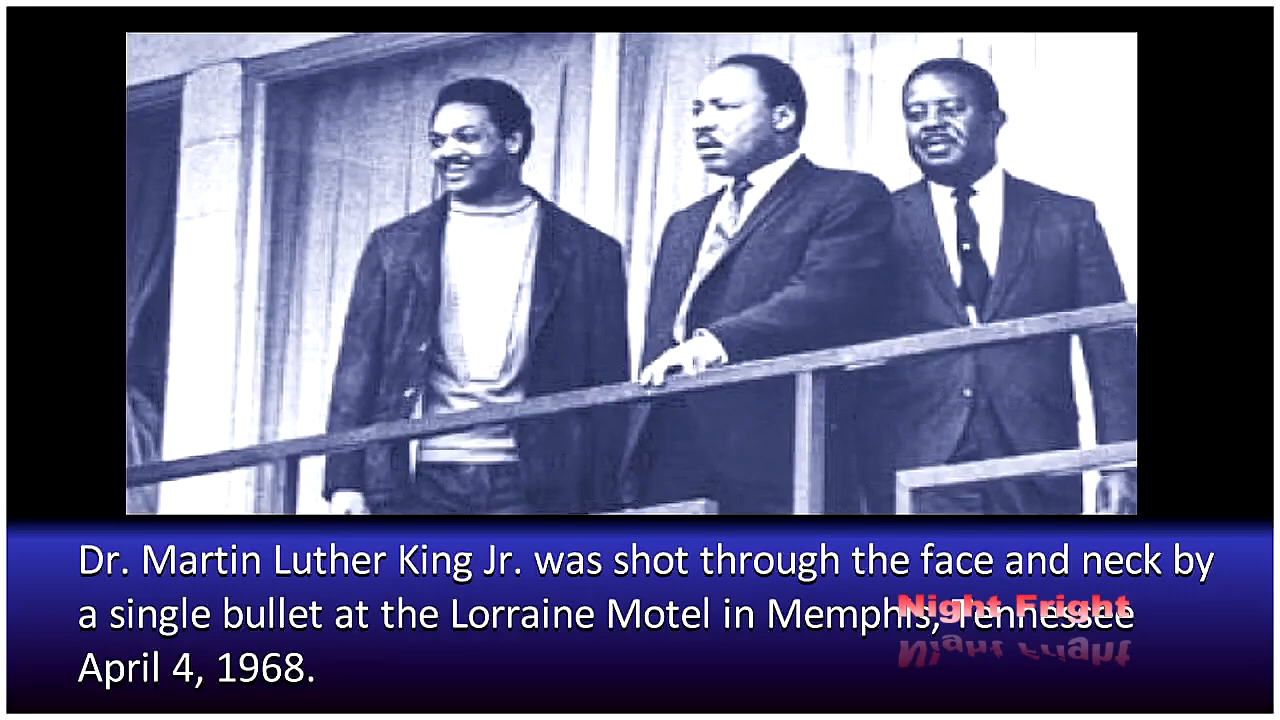 Dr. Martin Luther King Jr. was shot through the face and neck by
a single bullet at the Lorraine Motel in Memphis, Tennessee
April 4, 1968.
Night Fright